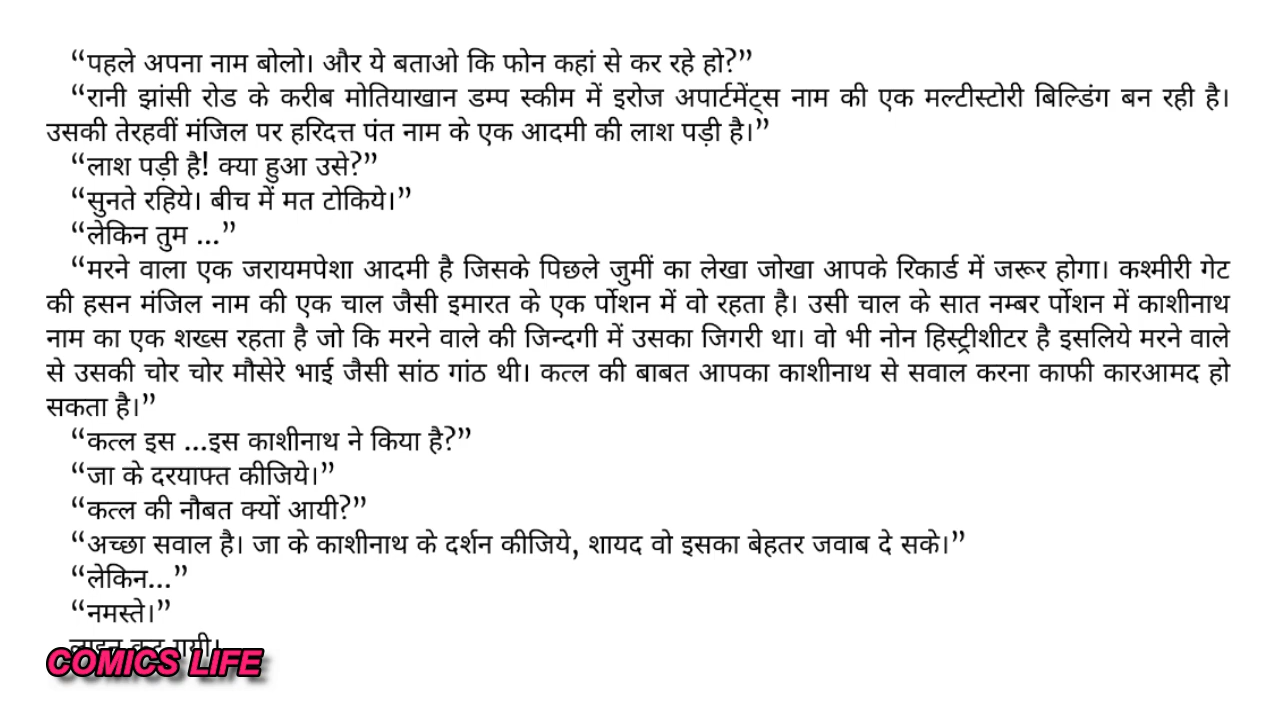 “पहले अपना नाम बोलो। और ये बताओ कि फोन कहां से कर रहे हो?”
“रानी झांसी रोड के करीब मोतियाखान डम्प स्कीम में इरोज अपार्टमेंट्स नाम की एक मल्टीस्टोरी बिल्डिंग बन रही है।
उसकी तेरहवीं मंजिल पर हरिदत्त पंत नाम के एक आदमी की लाश पड़ी है।”
“लाश पड़ी है! क्या हुआ उसे?”
“सुनते रहिये। बीच में मत टोकिये।”
“लेकिन तुम ...”
“मरने वाला एक जरायमपेशा आदमी है जिसके पिछले जुर्मी का लेखा जोखा आपके रिकार्ड में जरूर होगा। कश्मीरी गेट
की हसन मंजिल नाम की एक चाल जैसी इमारत के एक पोर्शन में वो रहता है। उसी चाल के सात नम्बर पोर्शन में काशीनाथ
नाम का एक शख्स रहता है जो कि मरने वाले की जिन्दगी में उसका जिगरी था। वो भी नोन हिस्ट्रीशीटर है इसलिये मरने वाले
से उसकी चोर चोर मौसेरे भाई जैसी सांठ गांठ थी। कत्ल की बाबत आपका काशीनाथ से सवाल करना काफी कारआमद हो
सकता है।”
“कत्ल इस ...इस काशीनाथ ने किया है?”
“जा के दरयाफ्त कीजिये।”
“कत्ल की नौबत क्यों आयी?”
“अच्छा सवाल है। जा के काशीनाथ के दर्शन कीजिये, शायद वो इसका बेहतर जवाब दे सके।”
“लेकिन...”
“नमस्ते।”
लाइन कट गयी।
COMICS LIFE